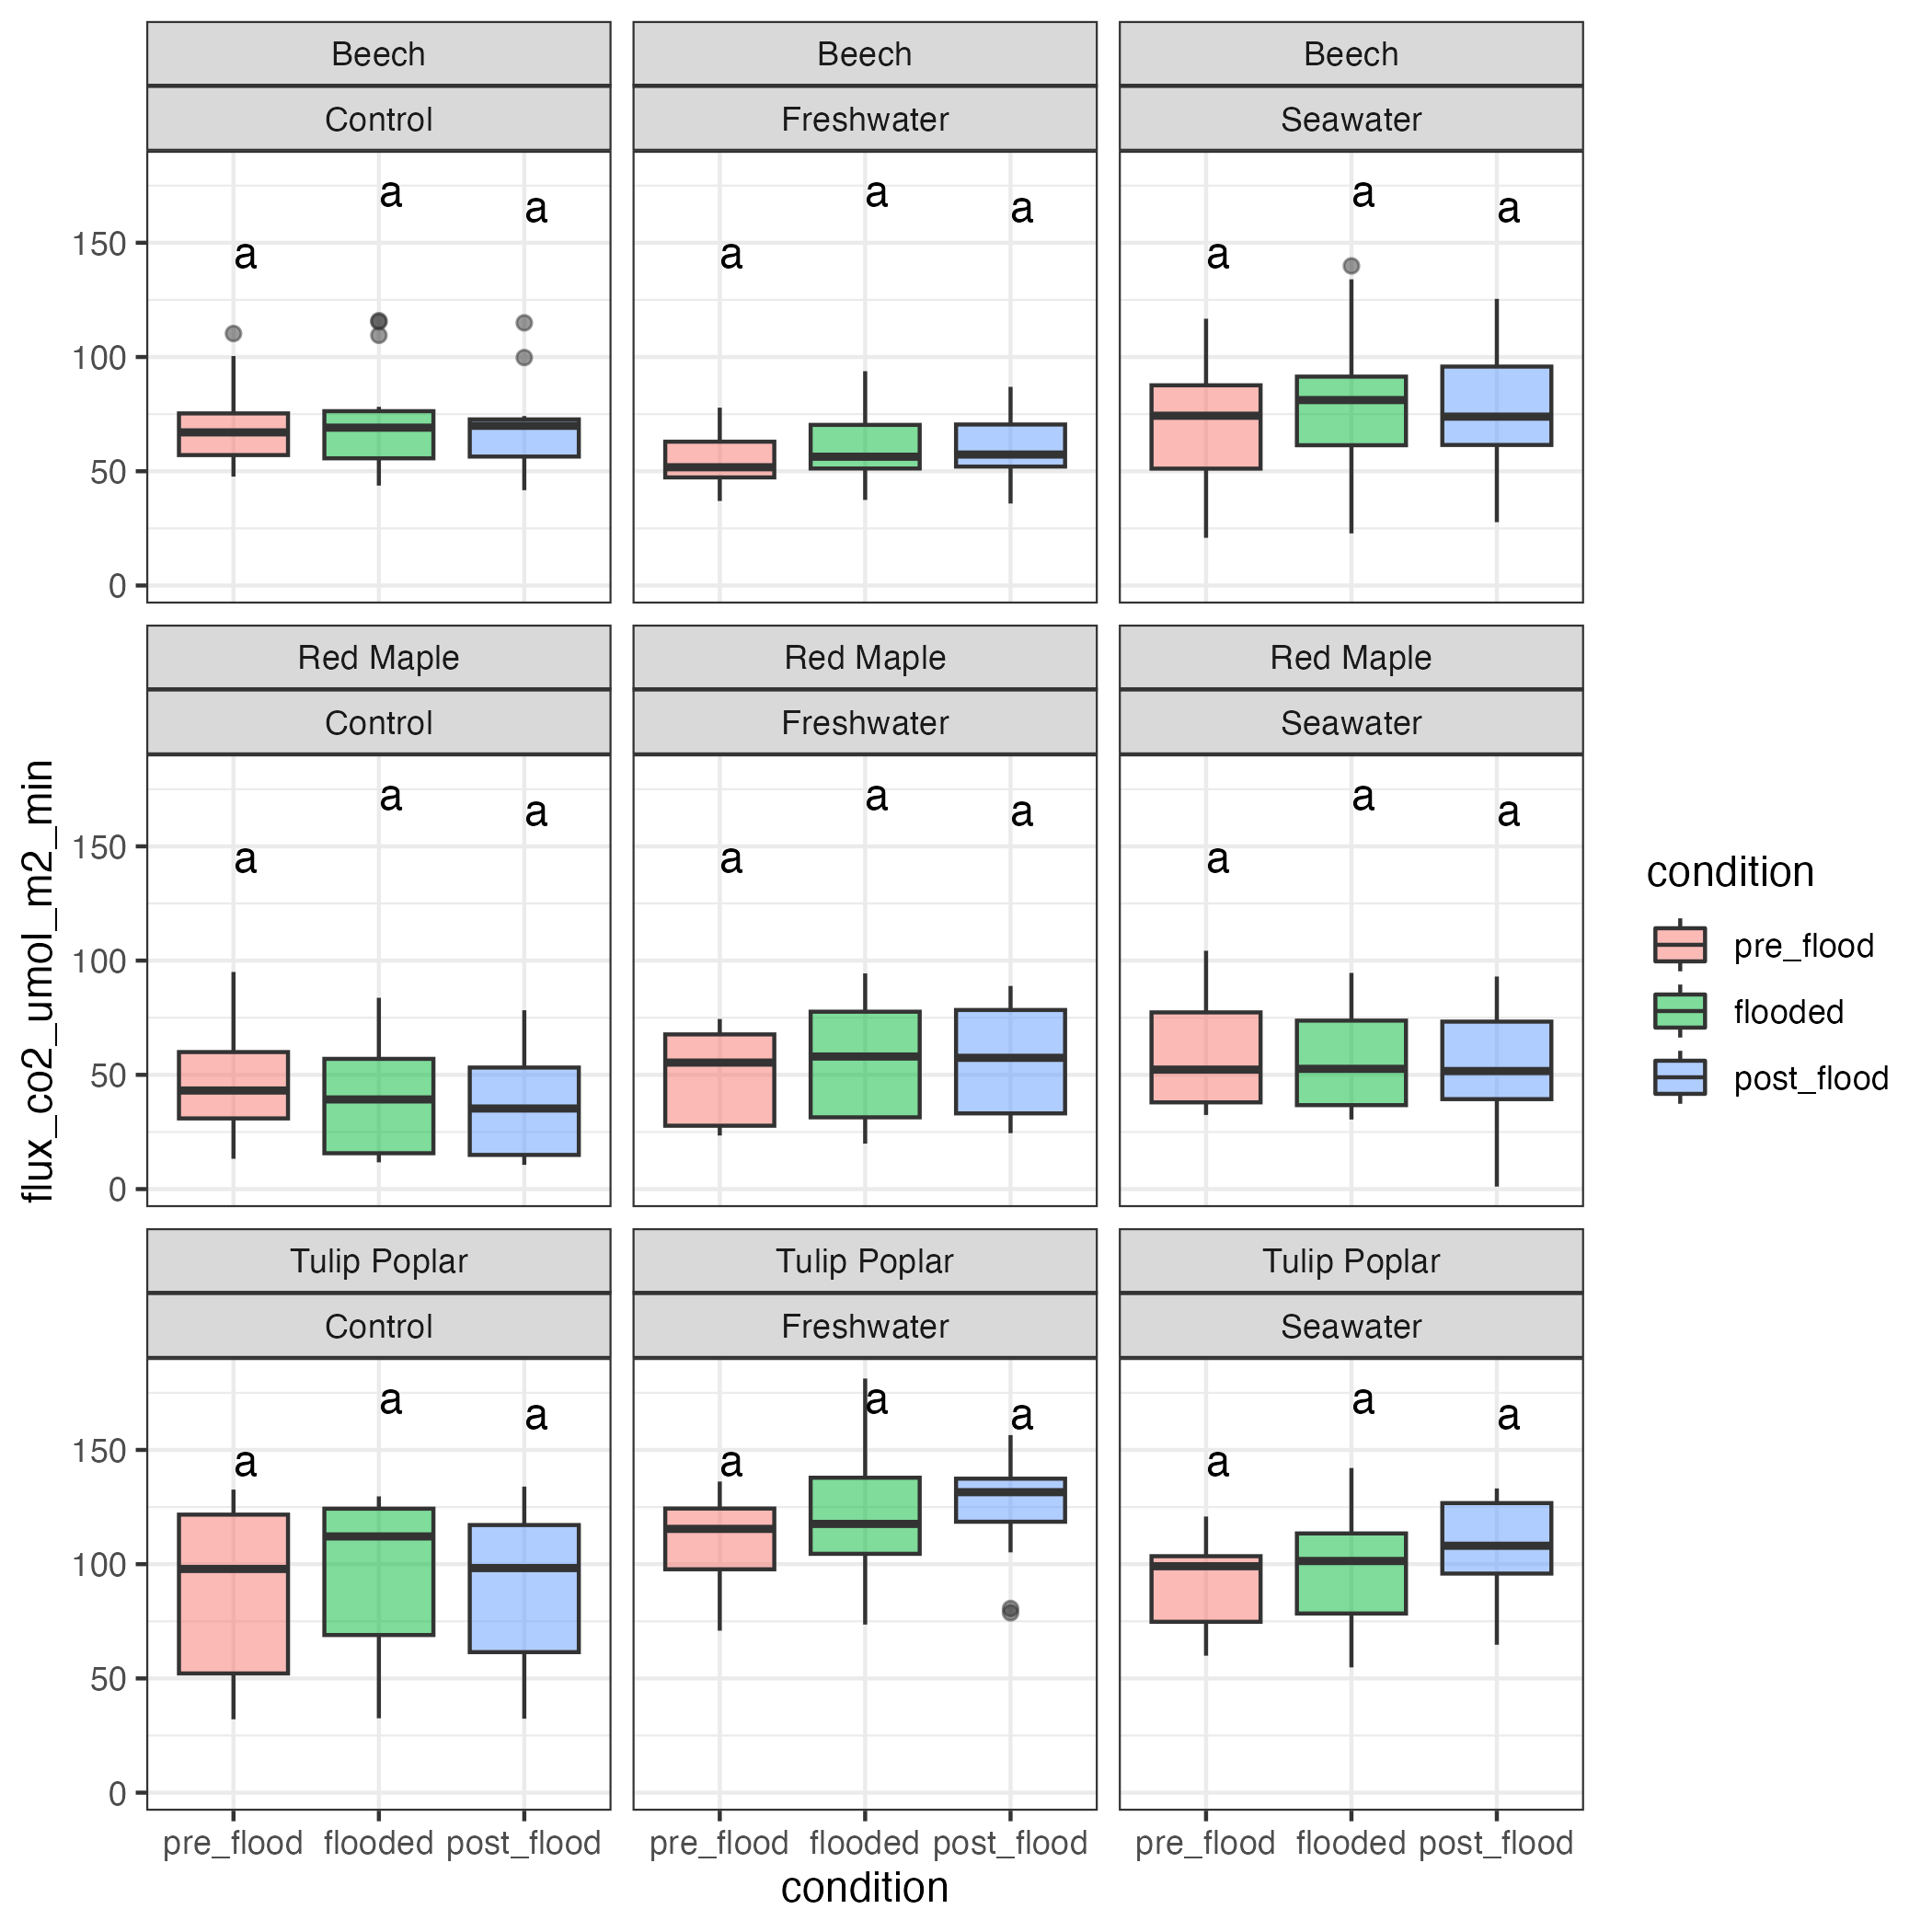 Beech Beech Beech
Control Freshwater Seawater
a a a a a a a a a
150
100
50
0
Red Maple Red Maple Red Maple
Control Freshwater Seawater
a a a a a a a a a
150
100
50
0
Tulip Poplar Tulip Poplar Tulip Poplar
Control Freshwater Seawater
a a a a a a a a a
150
100
50
0
pre_flood flooded post_flood pre_flood flooded post_flood pre_flood flooded post_flood
condition
flux_co2_umol_m2_min
condition
pre_flood
flooded
post_flood